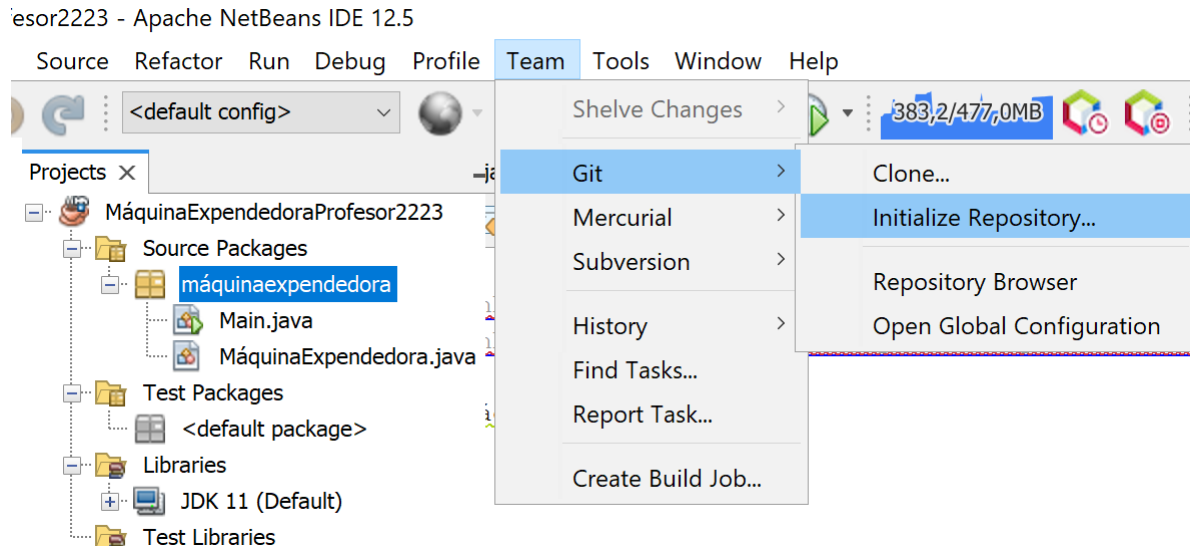 esor2223 - Apache NetBeans IDE 12.5
Source Refactor Run Debug Profile Team Tools Window Help
<default config>
383,2/477,0MB
Projects
MáquinaExpendedoraProfesor2223
Source Packages
máquinaexpendedora
Main.java
MáquinaExpendedora.java
Test Packages
<default package>
Libraries
JDK 11 (Default)
Test Libraries
Shelve Changes
Git
Mercurial
Subversion
History
Find Tasks...
Report Task...
Create Build Job...
Clone...
Initialize Repository...
Repository Browser
Open Global Configuration